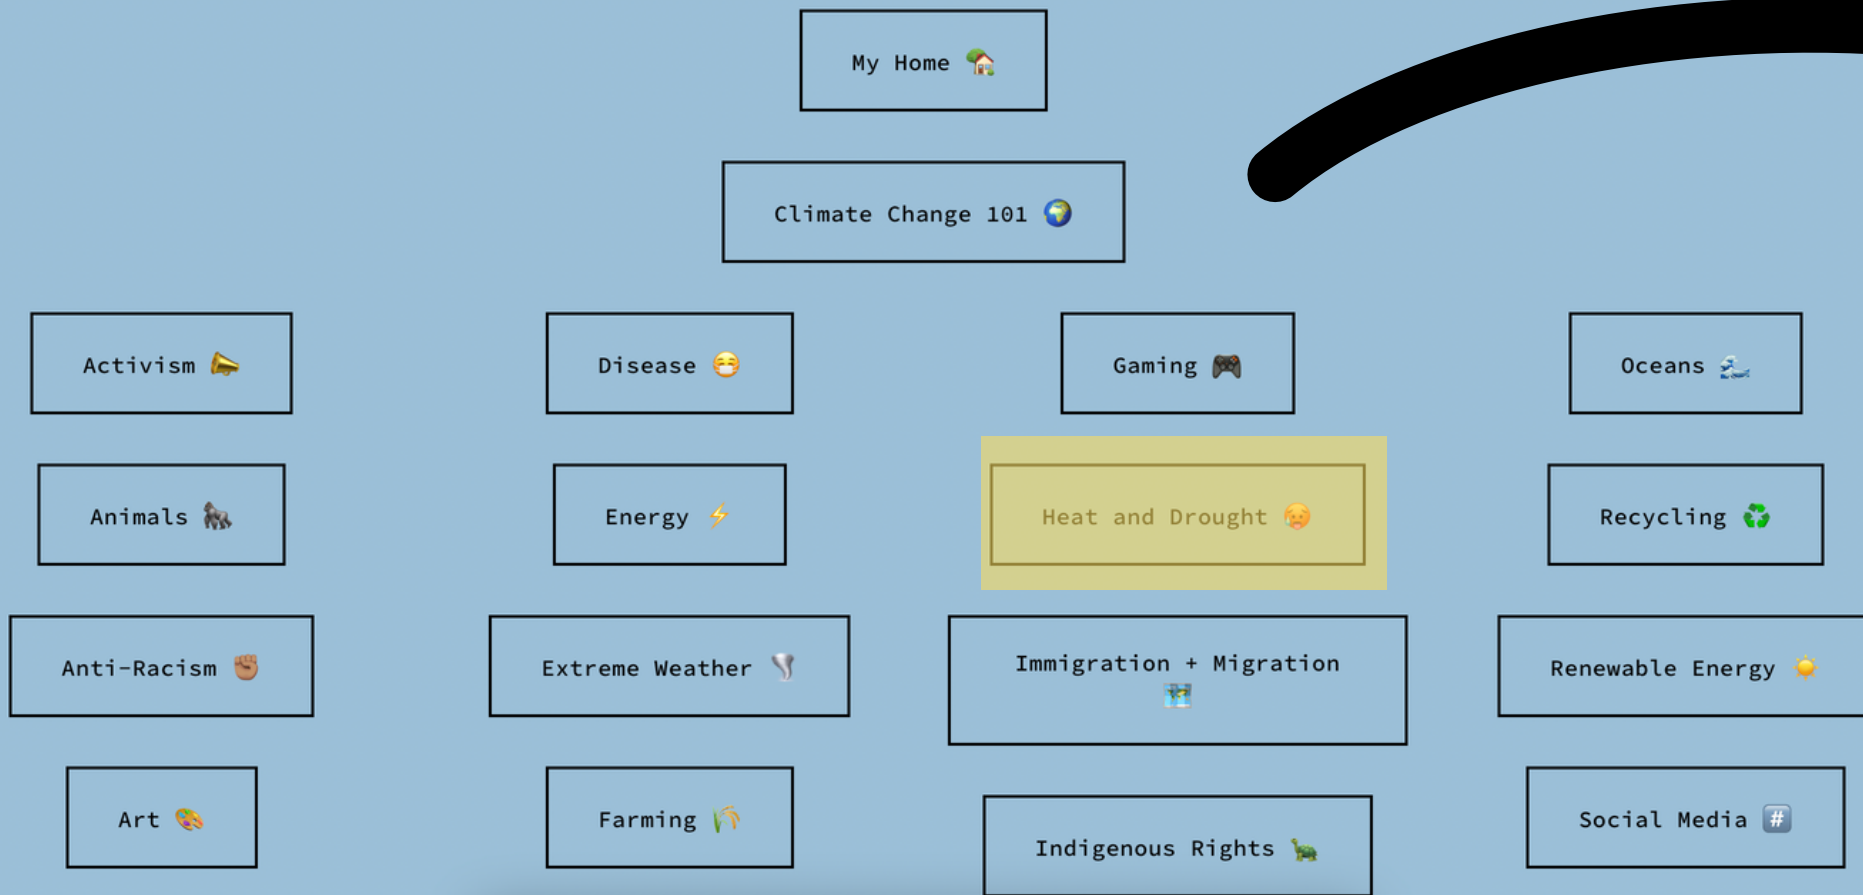 My Home 🏡
Climate Change 101 🌍
Activism 📣
Disease 😷
Gaming 🎮
Oceans 🌊
Animals 🦍
Energy ⚡
Heat and Drought 🥵
Recycling ♻️
Anti-Racism ✊🏽
Extreme Weather 🌪️
Immigration + Migration
🗺️
Renewable Energy ☀️
Art 🎨
Farming 🌾
Social Media #️⃣
Indigenous Rights 🐢